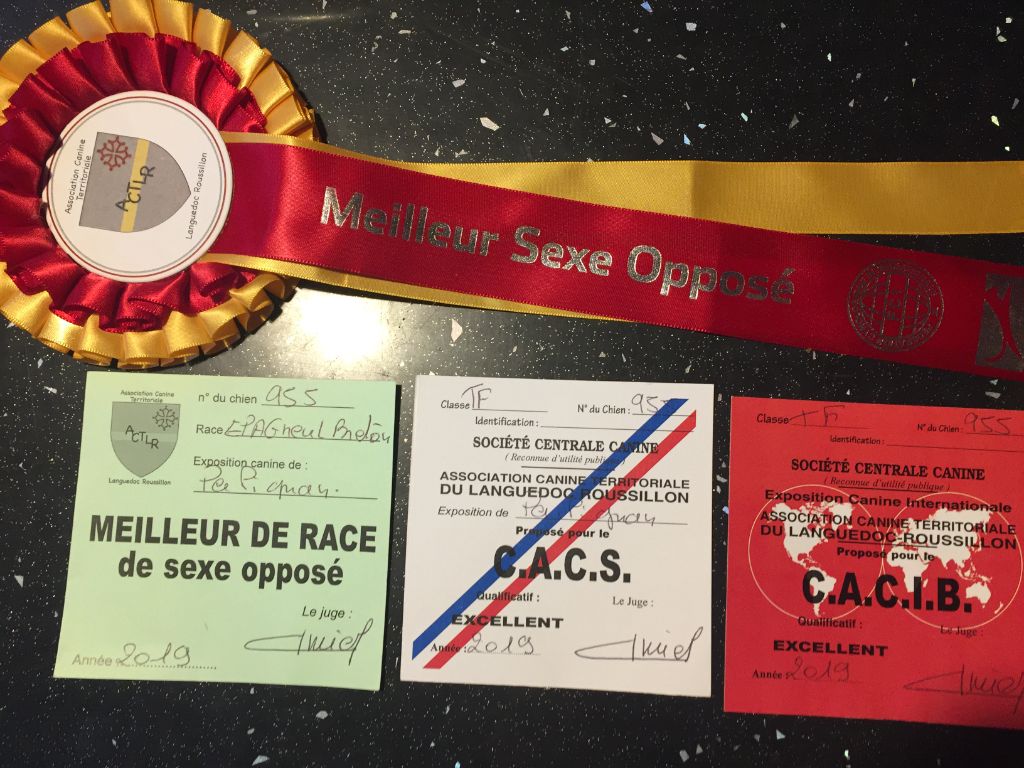 Association Canine
Territoriale
ACTLR
Languedoc Roussillon
Meilleur Sexe Opposé
Association Canine
Territoriale
ACTLR
Languedoc Roussillon
n° du chien 955
Race EPAGNEUL Breton
Exposition canine de :
Perpignan
MEILLEUR DE RACE
de sexe opposé
Le juge :
Année 2019
Classe TF N° du Chien : 955
Identification :
SOCIÉTÉ CENTRALE CANINE
( Reconnue d'utilité publique )
ASSOCIATION CANINE TERRITORIALE
DU LANGUEDOC ROUSSILLON
Exposition de Perpignan
Proposé pour le
C.A.C.S.
Qualificatif : Le Juge :
EXCELLENT
Année : 2019
Classe TF N° du Chien : 955
Identification :
SOCIÉTÉ CENTRALE CANINE
( Reconnue d'utilité publique )
Exposition Canine Internationale
ASSOCIATION CANINE TERRITORIALE
DU LANGUEDOC-ROUSSILLON
Proposé pour le
C.A.C.I.B.
Qualificatif : Le Juge :
EXCELLENT
Année : 2019